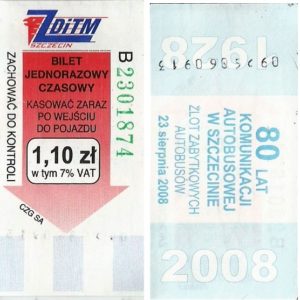 ZDiTM
SZCZECIN
BILET
JEDNORAZOWY
CZASOWY
KASOWAĆ ZARAZ
PO WEJŚCIU
DO POJAZDU
1,10 zł
w tym 7% VAT
ZACHOWAĆ DO KONTROLI
CZG SA
B 2301874
1928
80 LAT
KOMUNIKACJI
AUTOBUSOWEJ
W SZCZECINIE
ZLOT ZABYTKOWYCH
AUTOBUSÓW
23 sierpnia 2008
2008